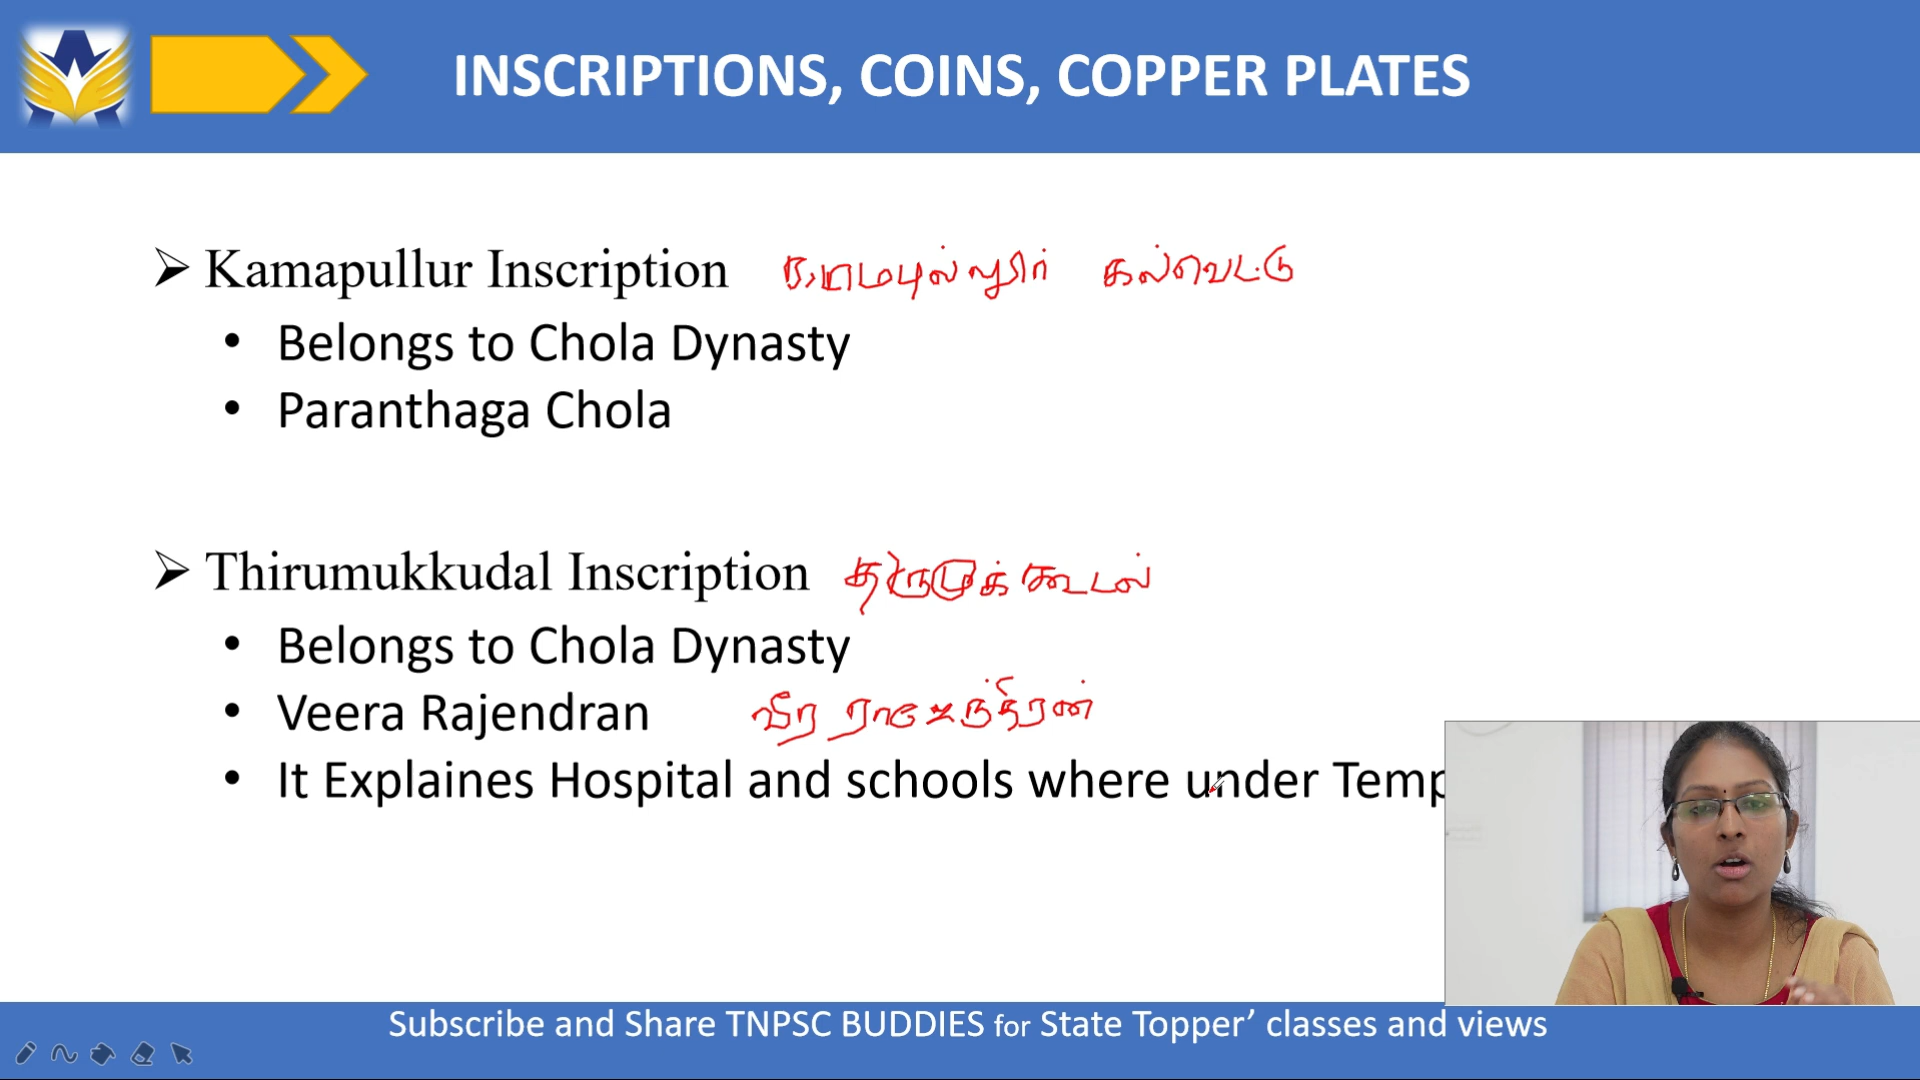 INSCRIPTIONS, COINS, COPPER PLATES
➢ Kamapullur Inscription காமபுல்லூர் கல்வெட்டு
• Belongs to Chola Dynasty
• Paranthaga Chola
➢ Thirumukkudal Inscription திருமுக்கூடல்
• Belongs to Chola Dynasty
• Veera Rajendran வீர ராஜேந்திரன்
• It Explaines Hospital and schools where under Temp
Subscribe and Share TNPSC BUDDIES for State Topper’ classes and views